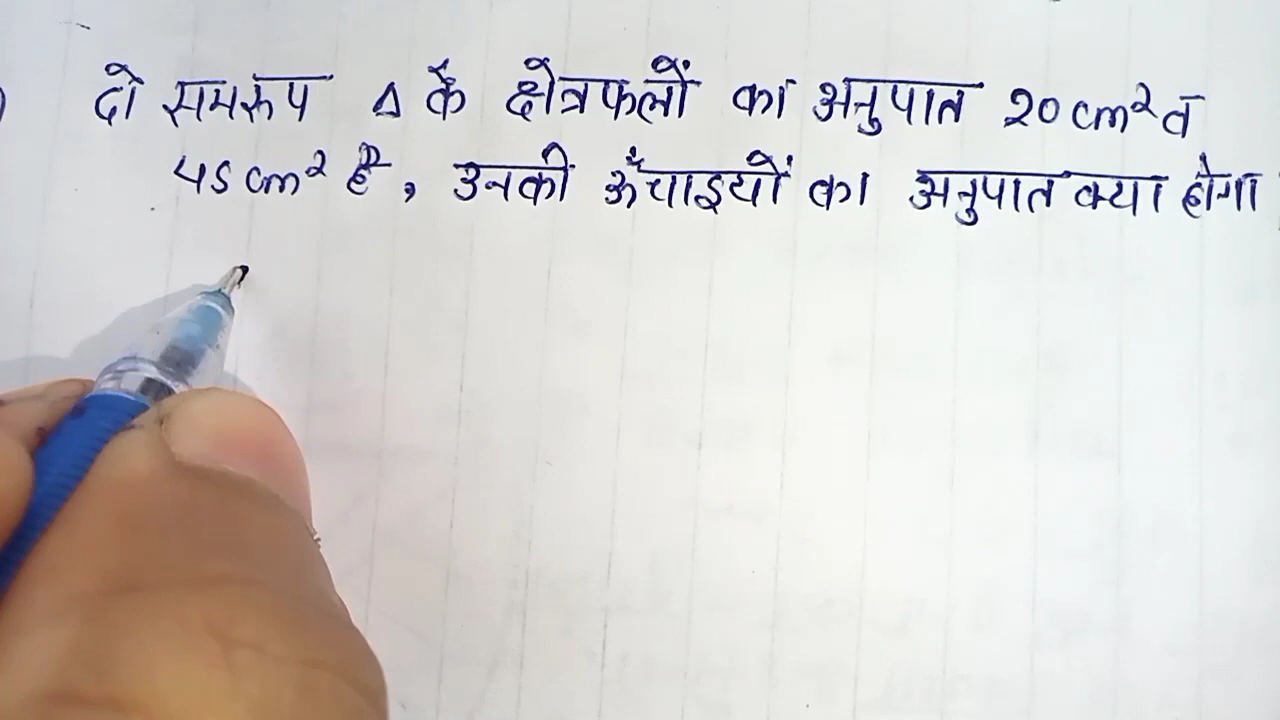 ) दो समरूप Δ के क्षेत्रफलों का अनुपात 20 cm² व
45 cm² है, उनकी ऊँचाइयों का अनुपात क्या होगा